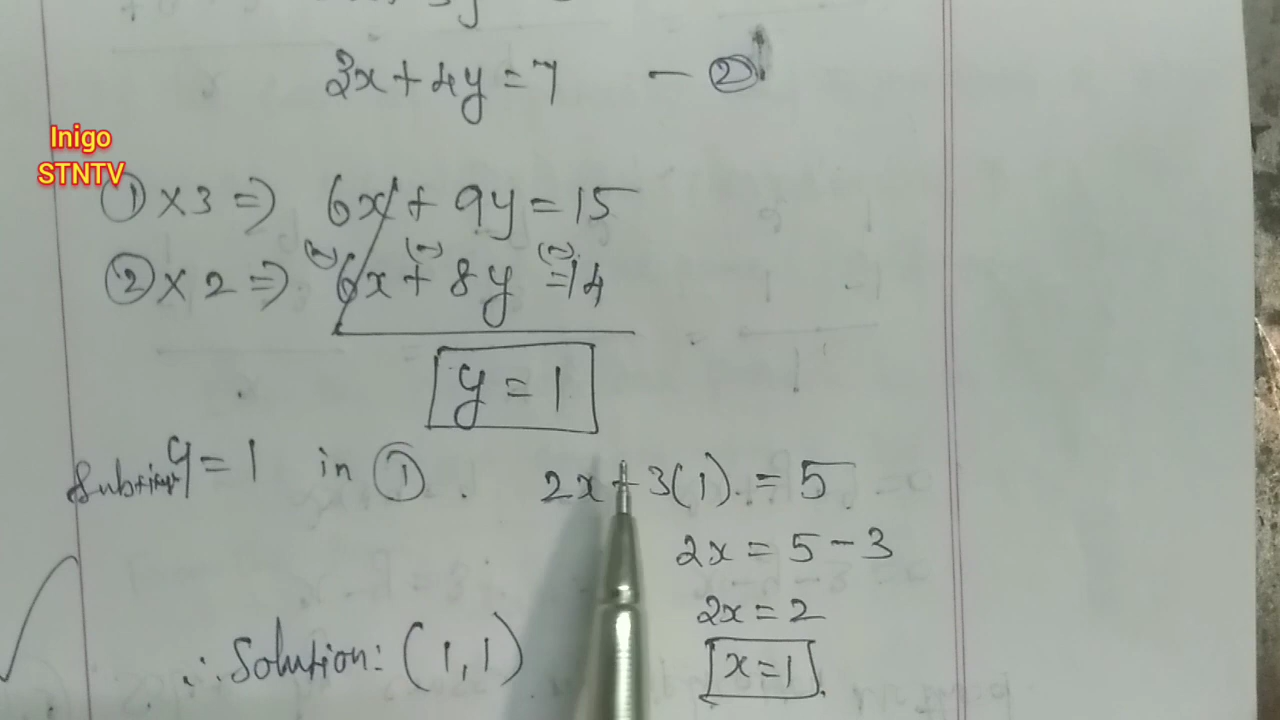 3x + 4y = 7 — ②
Inigo
STNTV
① × 3 ⇒ 6x + 9y = 15
(-) (-) (-)
② × 2 ⇒ 6x + 8y = 14
y = 1
y = 1 in ① . 2x + 3(1) = 5
2x = 5 - 3
2x = 2
x = 1
∴ Solution: (1, 1)